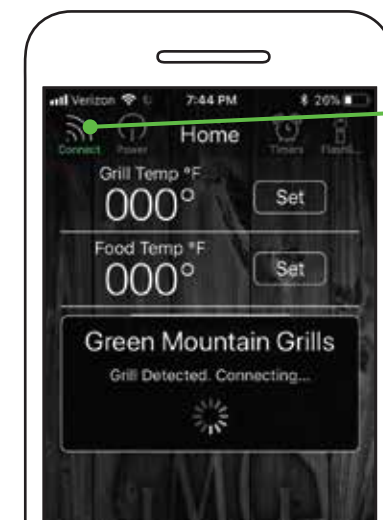 Verizon 7:44 PM 26%
Connect Power Home Timers Flashli...
Grill Temp °F
000° Set
Food Temp °F
000° Set
Green Mountain Grills
Grill Detected. Connecting...